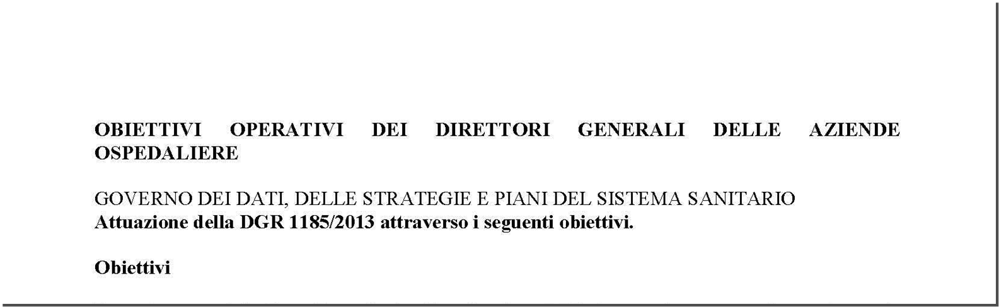 OBIETTIVI OPERATIVI DEI DIRETTORI GENERALI DELLE AZIENDE
OSPEDALIERE
GOVERNO DEI DATI, DELLE STRATEGIE E PIANI DEL SISTEMA SANITARIO
Attuazione della DGR 1185/2013 attraverso i seguenti obiettivi.
Obiettivi